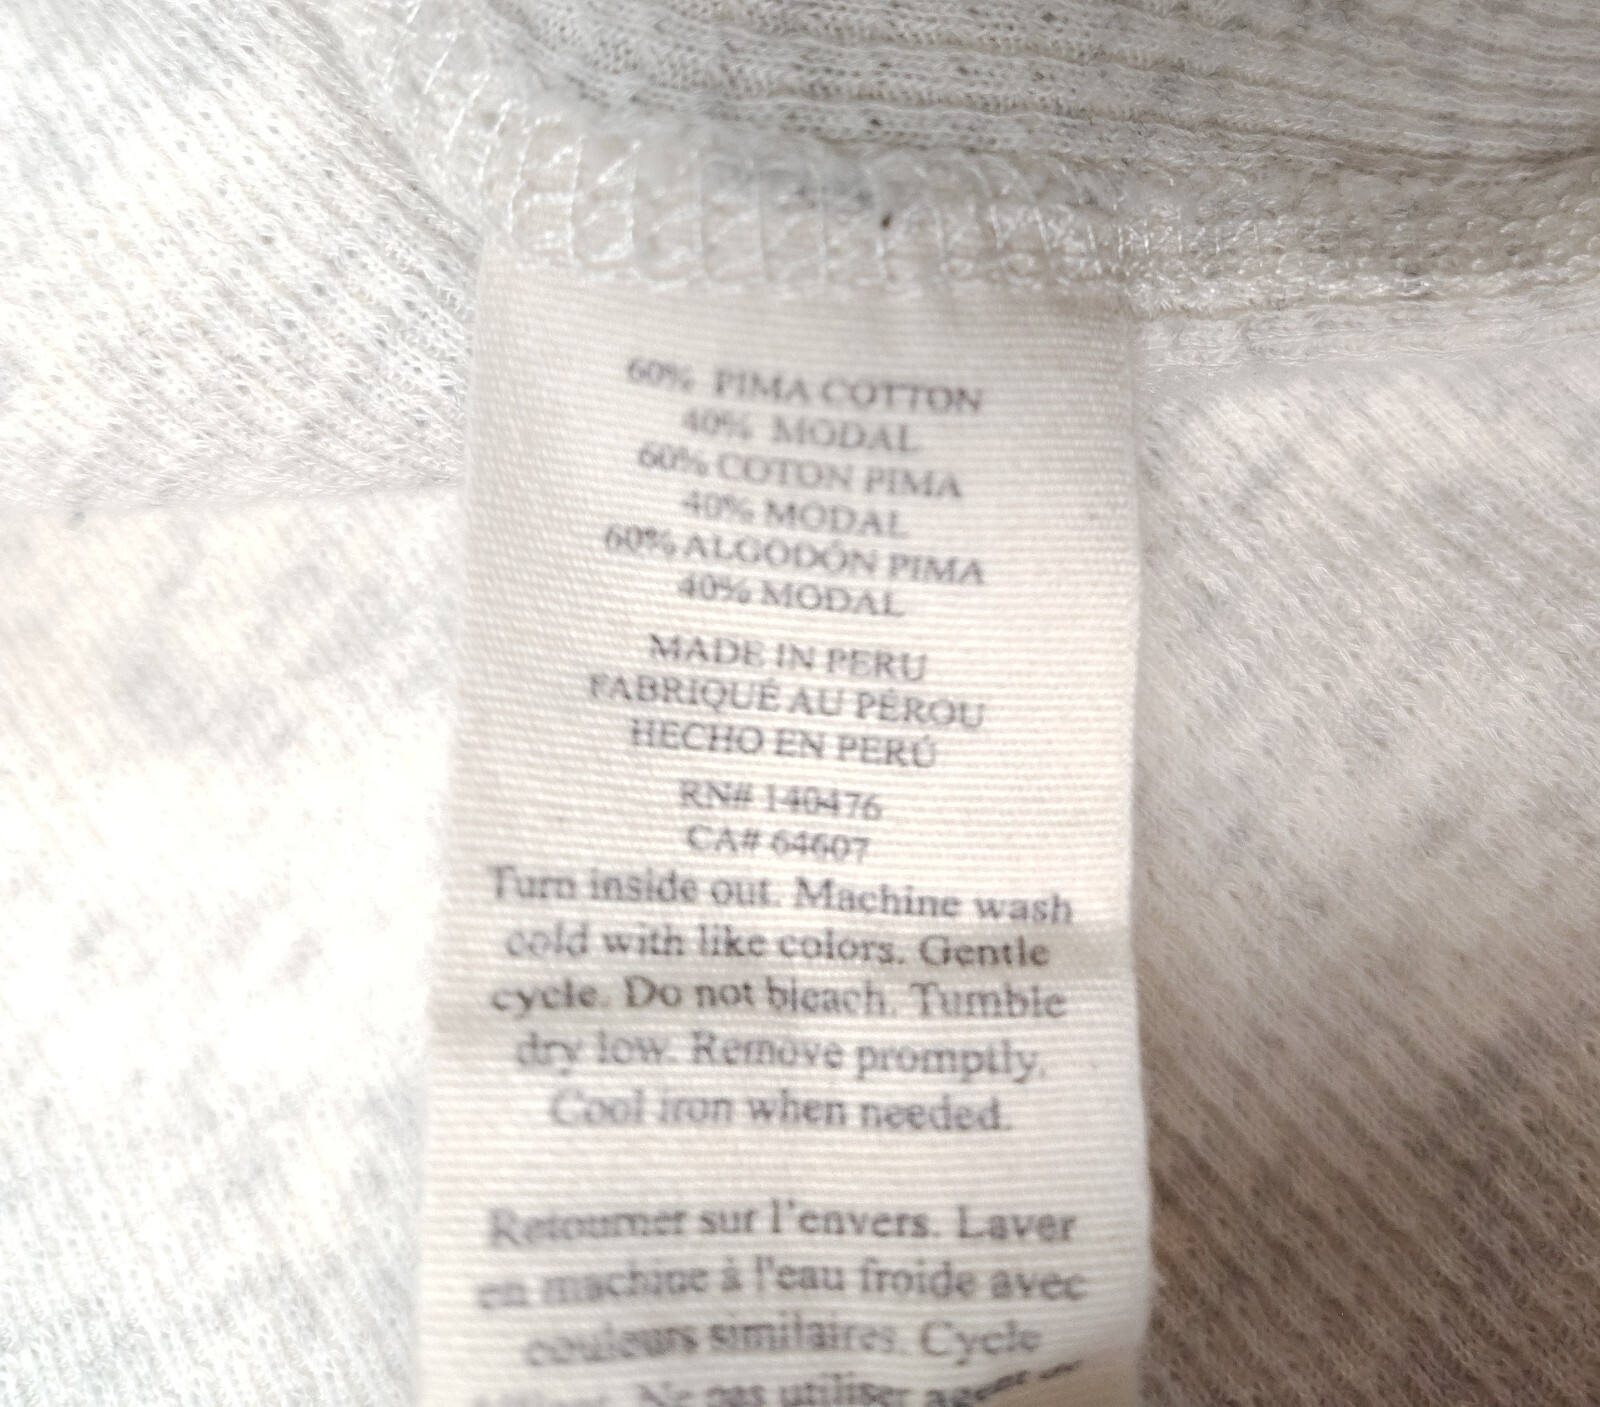 60% PIMA COTTON
40% MODAL
60% COTON PIMA
40% MODAL
60% ALGODÓN PIMA
40% MODAL
MADE IN PERU
FABRIQUÉ AU PÉROU
HECHO EN PERÚ
RN# 140476
CA# 64607
Turn inside out. Machine wash
cold with like colors. Gentle
cycle. Do not bleach. Tumble
dry low. Remove promptly.
Cool iron when needed.
Retourner sur l'envers. Laver
en machine à l'eau froide avec
couleurs similaires. Cycle
Ne pas utiliser